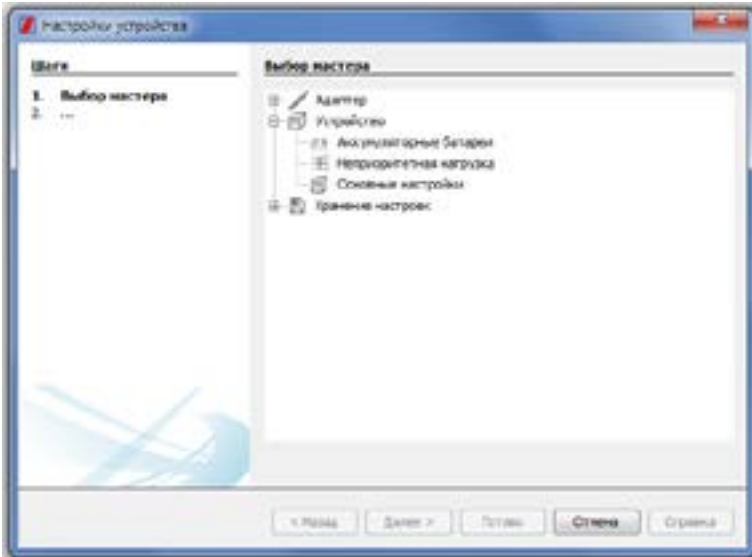 Настройки устройства
Шаги
1. Выбор мастера
2. ...
Выбор мастера
Адаптер
Устройство
Аккумуляторные батареи
Неприоритетная нагрузка
Основные настройки
Хранение настроек
< Назад
Далее >
Готово
Отмена
Справка